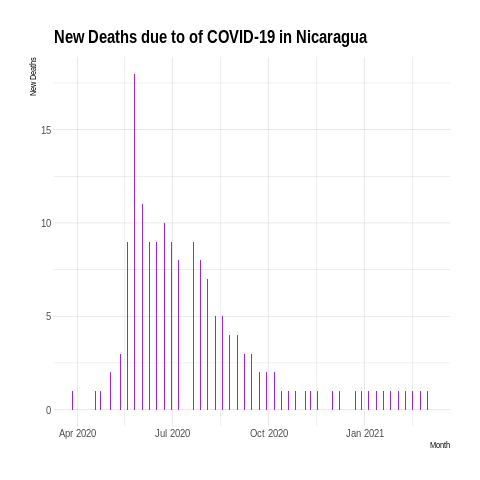 New Deaths due to of COVID-19 in Nicaragua
New Deaths
15
10
5
0
Apr 2020 Jul 2020 Oct 2020 Jan 2021
Month